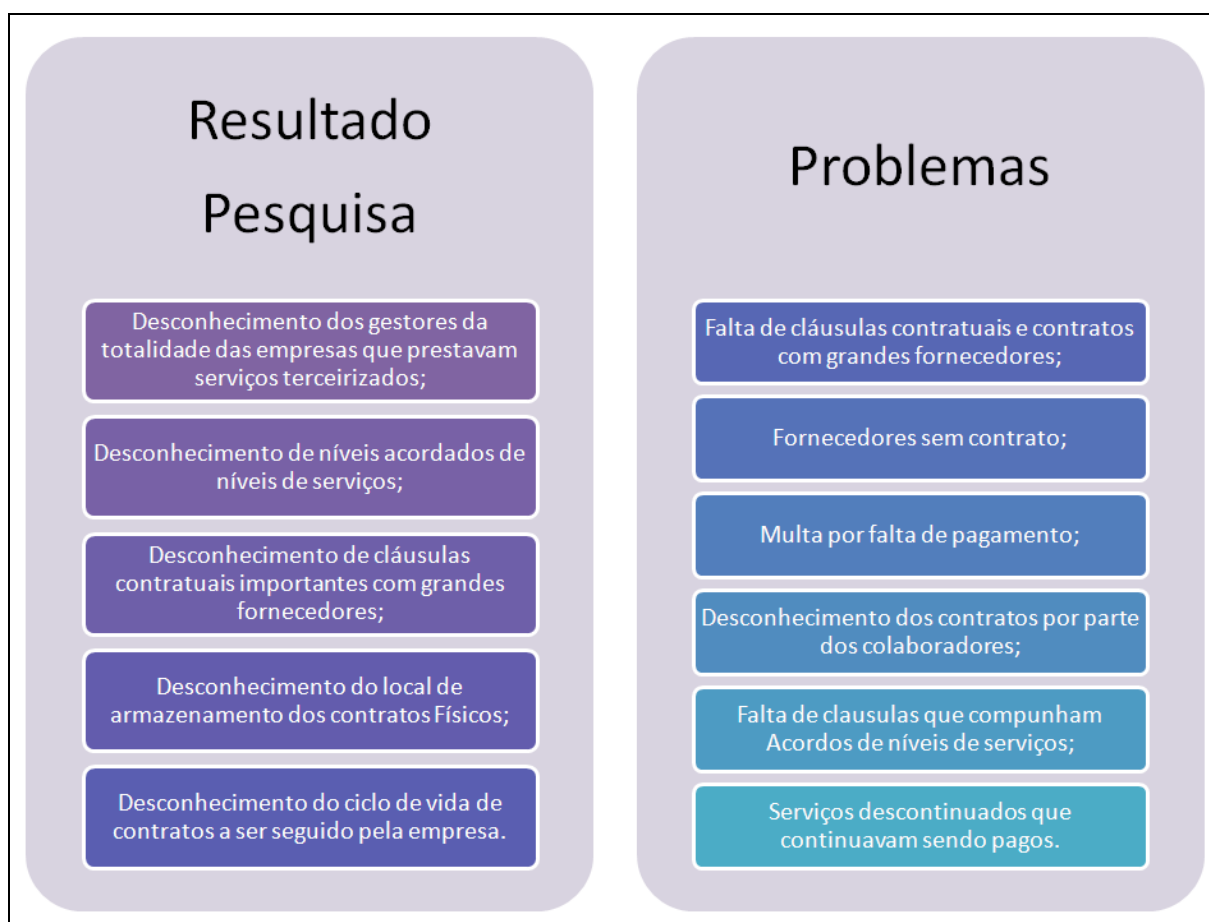 Resultado
Pesquisa
Desconhecimento dos gestores da
totalidade das empresas que prestavam
serviços terceirizados;
Desconhecimento de níveis acordados de
níveis de serviços;
Desconhecimento de cláusulas
contratuais importantes com grandes
fornecedores;
Desconhecimento do local de
armazenamento dos contratos Físicos;
Desconhecimento do ciclo de vida de
contratos a ser seguido pela empresa.
Problemas
Falta de cláusulas contratuais e contratos
com grandes fornecedores;
Fornecedores sem contrato;
Multa por falta de pagamento;
Desconhecimento dos contratos por parte
dos colaboradores;
Falta de clausulas que compunham
Acordos de níveis de serviços;
Serviços descontinuados que
continuavam sendo pagos.